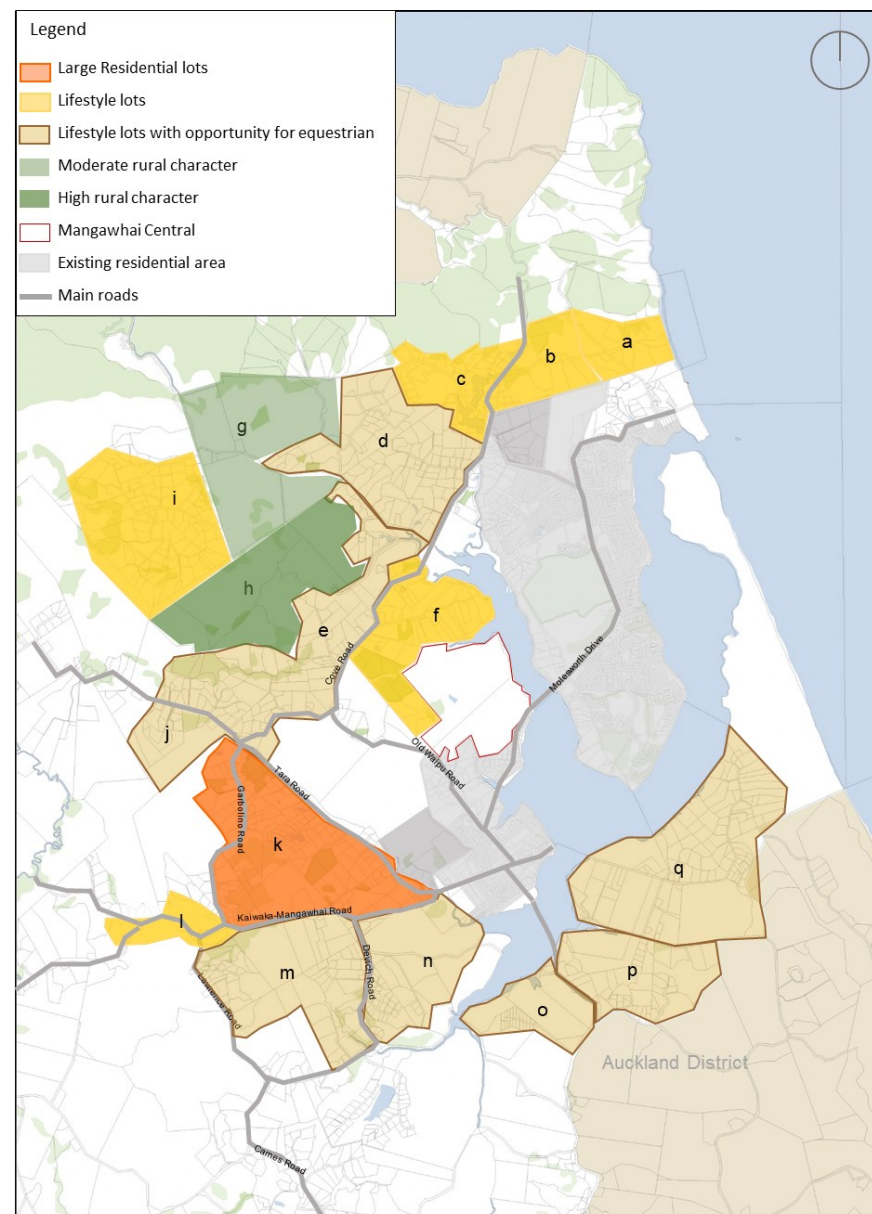 Legend
Large Residential lots
Lifestyle lots
Lifestyle lots with opportunity for equestrian
Moderate rural character
High rural character
Mangawhai Central
Existing residential area
Main roads
a
b
c
d
g
i
h
f
e
Cove Road
Molesworth Drive
j
Old Waipu Road
Tara Road
Garbolino Road
k
q
l
Kaiwaka-Mangawhai Road
Devich Road
n
m
p
o
Lawrence Road
Auckland District
Cames Road